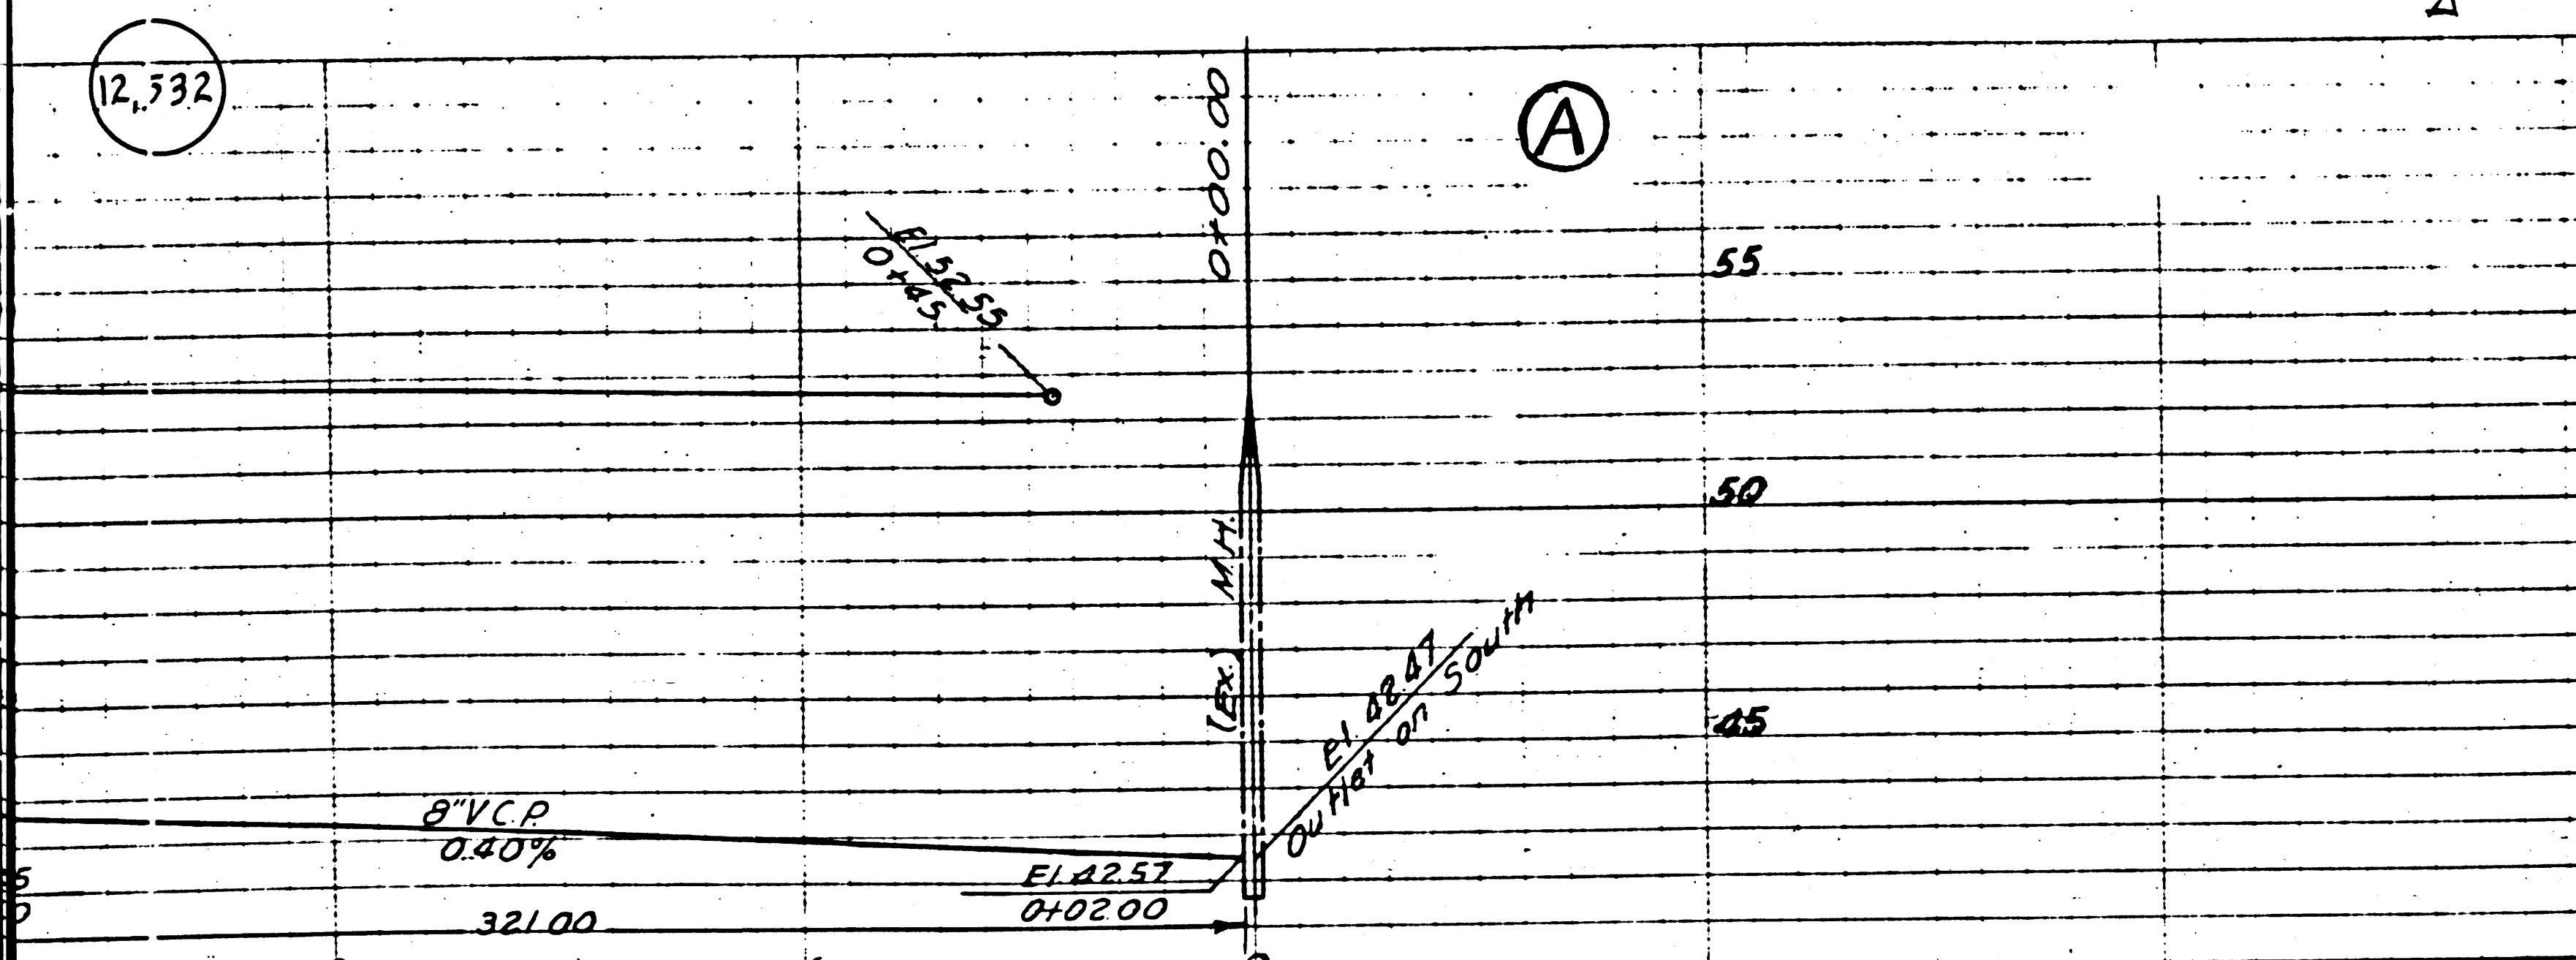 12,532
A
0+00.00
El 52.55
0+45
55
50
M.H.
(Ex.)
El. 42.47
Outlet on South
45
8" V.C.P.
0.40%
El 42.57
0+02.00
321.00